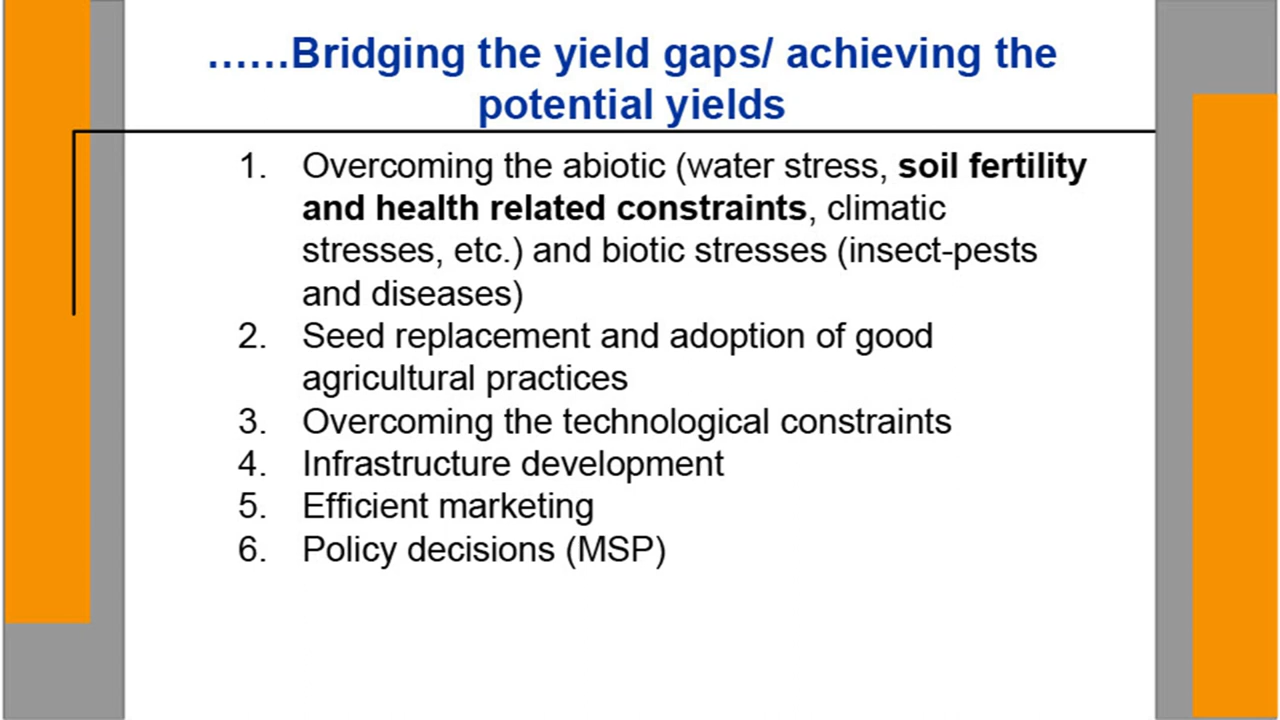 ......Bridging the yield gaps/ achieving the
potential yields
1. Overcoming the abiotic (water stress, soil fertility
and health related constraints, climatic
stresses, etc.) and biotic stresses (insect-pests
and diseases)
2. Seed replacement and adoption of good
agricultural practices
3. Overcoming the technological constraints
4. Infrastructure development
5. Efficient marketing
6. Policy decisions (MSP)